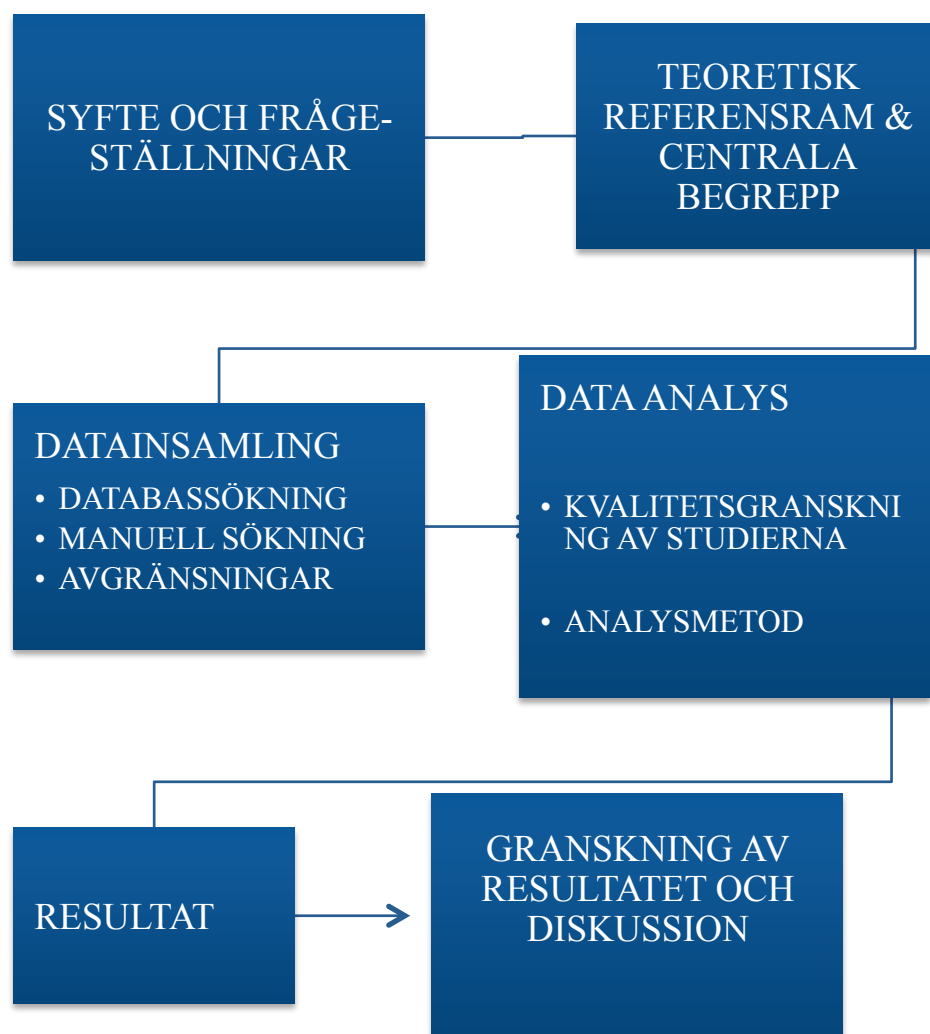 SYFTE OCH FRÅGE-
STÄLLNINGAR
TEORETISK
REFERENSRAM &
CENTRALA
BEGREPP
DATAINSAMLING
• DATABASSÖKNING
• MANUELL SÖKNING
• AVGRÄNSNINGAR
DATA ANALYS
• KVALITETSGRANSKNI
NG AV STUDIERNA
• ANALYSMETOD
RESULTAT
GRANSKNING AV
RESULTATET OCH
DISKUSSION